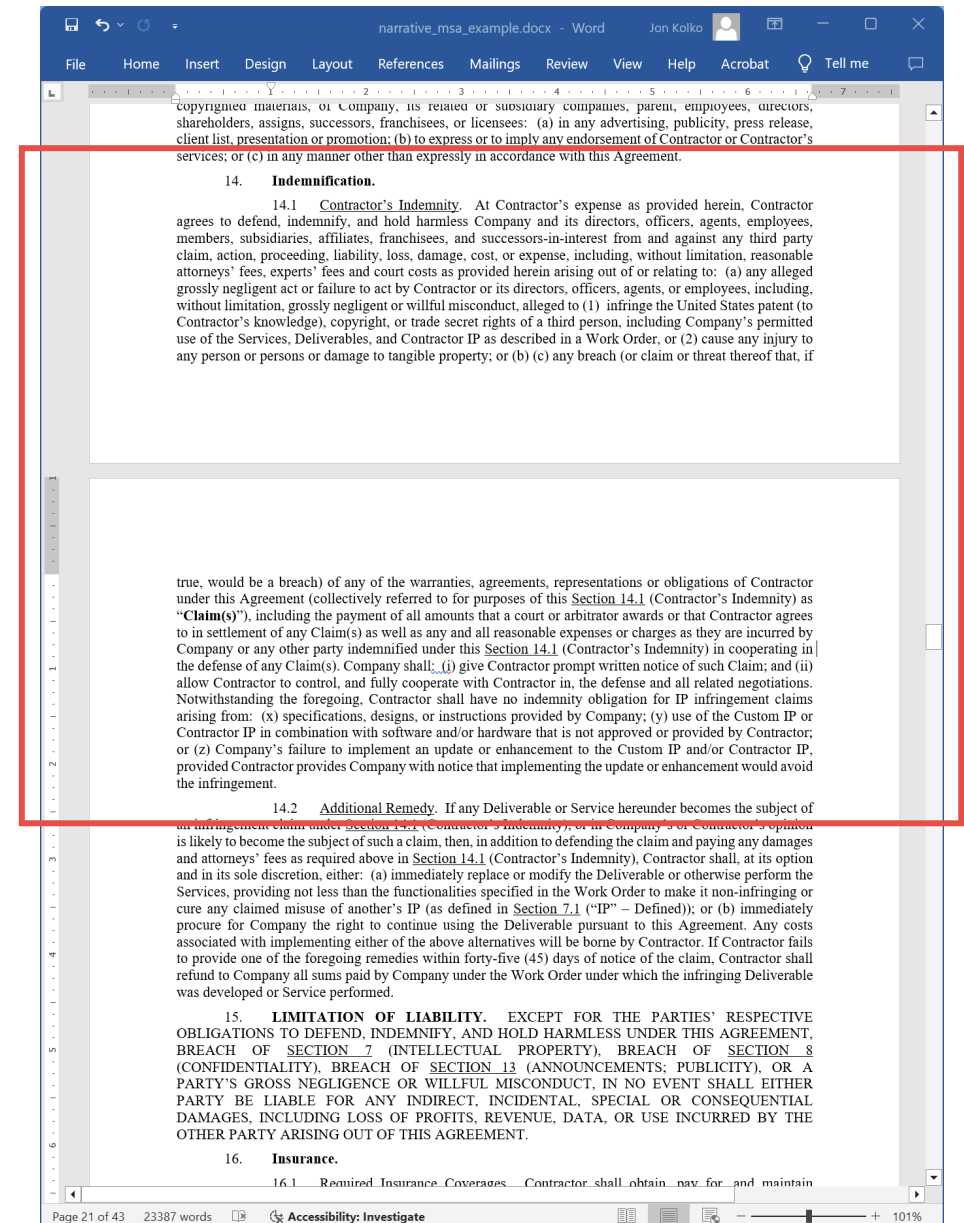 narrative_msa_example.docx - Word Jon Kolko
File Home Insert Design Layout References Mailings Review View Help Acrobat Tell me
L 1 2 3 4 5 6 7
copyrighted materials, of Company, its related or subsidiary companies, parent, employees, directors,
shareholders, assigns, successors, franchisees, or licensees: (a) in any advertising, publicity, press release,
client list, presentation or promotion; (b) to express or to imply any endorsement of Contractor or Contractor's
services; or (c) in any manner other than expressly in accordance with this Agreement.
14. Indemnification.
14.1 Contractor's Indemnity. At Contractor's expense as provided herein, Contractor
agrees to defend, indemnify, and hold harmless Company and its directors, officers, agents, employees,
members, subsidiaries, affiliates, franchisees, and successors-in-interest from and against any third party
claim, action, proceeding, liability, loss, damage, cost, or expense, including, without limitation, reasonable
attorneys' fees, experts' fees and court costs as provided herein arising out of or relating to: (a) any alleged
grossly negligent act or failure to act by Contractor or its directors, officers, agents, or employees, including,
without limitation, grossly negligent or willful misconduct, alleged to (1) infringe the United States patent (to
Contractor's knowledge), copyright, or trade secret rights of a third person, including Company's permitted
use of the Services, Deliverables, and Contractor IP as described in a Work Order, or (2) cause any injury to
any person or persons or damage to tangible property; or (b) (c) any breach (or claim or threat thereof that, if
true, would be a breach) of any of the warranties, agreements, representations or obligations of Contractor
under this Agreement (collectively referred to for purposes of this Section 14.1 (Contractor's Indemnity) as
“Claim(s)”), including the payment of all amounts that a court or arbitrator awards or that Contractor agrees
to in settlement of any Claim(s) as well as any and all reasonable expenses or charges as they are incurred by
Company or any other party indemnified under this Section 14.1 (Contractor's Indemnity) in cooperating in
the defense of any Claim(s). Company shall: (i) give Contractor prompt written notice of such Claim; and (ii)
allow Contractor to control, and fully cooperate with Contractor in, the defense and all related negotiations.
Notwithstanding the foregoing, Contractor shall have no indemnity obligation for IP infringement claims
arising from: (x) specifications, designs, or instructions provided by Company; (y) use of the Custom IP or
Contractor IP in combination with software and/or hardware that is not approved or provided by Contractor;
or (z) Company's failure to implement an update or enhancement to the Custom IP and/or Contractor IP,
provided Contractor provides Company with notice that implementing the update or enhancement would avoid
the infringement.
14.2 Additional Remedy. If any Deliverable or Service hereunder becomes the subject of
an infringement claim under Section 14.1 (Contractor's Indemnity), or in Company's or Contractor's opinion
is likely to become the subject of such a claim, then, in addition to defending the claim and paying any damages
and attorneys' fees as required above in Section 14.1 (Contractor's Indemnity), Contractor shall, at its option
and in its sole discretion, either: (a) immediately replace or modify the Deliverable or otherwise perform the
Services, providing not less than the functionalities specified in the Work Order to make it non-infringing or
cure any claimed misuse of another's IP (as defined in Section 7.1 (“IP” – Defined)); or (b) immediately
procure for Company the right to continue using the Deliverable pursuant to this Agreement. Any costs
associated with implementing either of the above alternatives will be borne by Contractor. If Contractor fails
to provide one of the foregoing remedies within forty-five (45) days of notice of the claim, Contractor shall
refund to Company all sums paid by Company under the Work Order under which the infringing Deliverable
was developed or Service performed.
15. LIMITATION OF LIABILITY. EXCEPT FOR THE PARTIES' RESPECTIVE
OBLIGATIONS TO DEFEND, INDEMNIFY, AND HOLD HARMLESS UNDER THIS AGREEMENT,
BREACH OF SECTION 7 (INTELLECTUAL PROPERTY), BREACH OF SECTION 8
(CONFIDENTIALITY), BREACH OF SECTION 13 (ANNOUNCEMENTS; PUBLICITY), OR A
PARTY'S GROSS NEGLIGENCE OR WILLFUL MISCONDUCT, IN NO EVENT SHALL EITHER
PARTY BE LIABLE FOR ANY INDIRECT, INCIDENTAL, SPECIAL OR CONSEQUENTIAL
DAMAGES, INCLUDING LOSS OF PROFITS, REVENUE, DATA, OR USE INCURRED BY THE
OTHER PARTY ARISING OUT OF THIS AGREEMENT.
16. Insurance.
16.1 Required Insurance Coverages. Contractor shall obtain, pay for, and maintain
Page 21 of 43 23387 words Accessibility: Investigate 101%